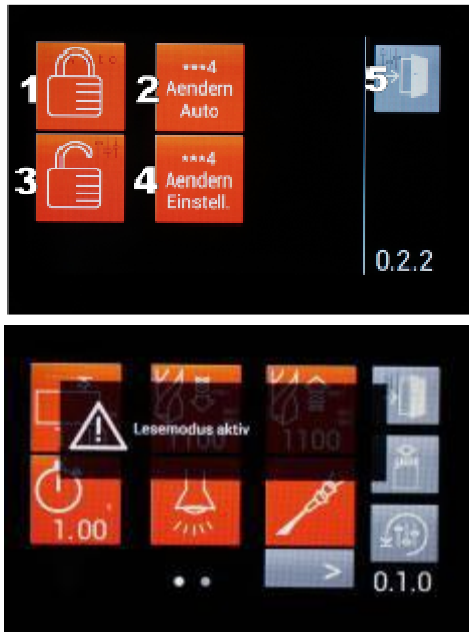 1
2
***4
Aendern
Auto
3
4
***4
Aendern
Einstell.
5
0.2.2
Lesemodus aktiv
1100
1100
1.00
>
0.1.0